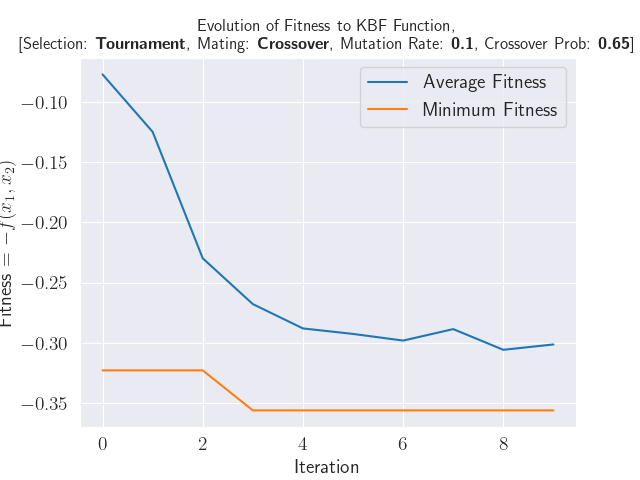 Evolution of Fitness to KBF Function,
[Selection: Tournament, Mating: Crossover, Mutation Rate: 0.1, Crossover Prob: 0.65]
Average Fitness
Minimum Fitness
Fitness = −f(x₁, x₂)
−0.10
−0.15
−0.20
−0.25
−0.30
−0.35
0
2
4
6
8
Iteration